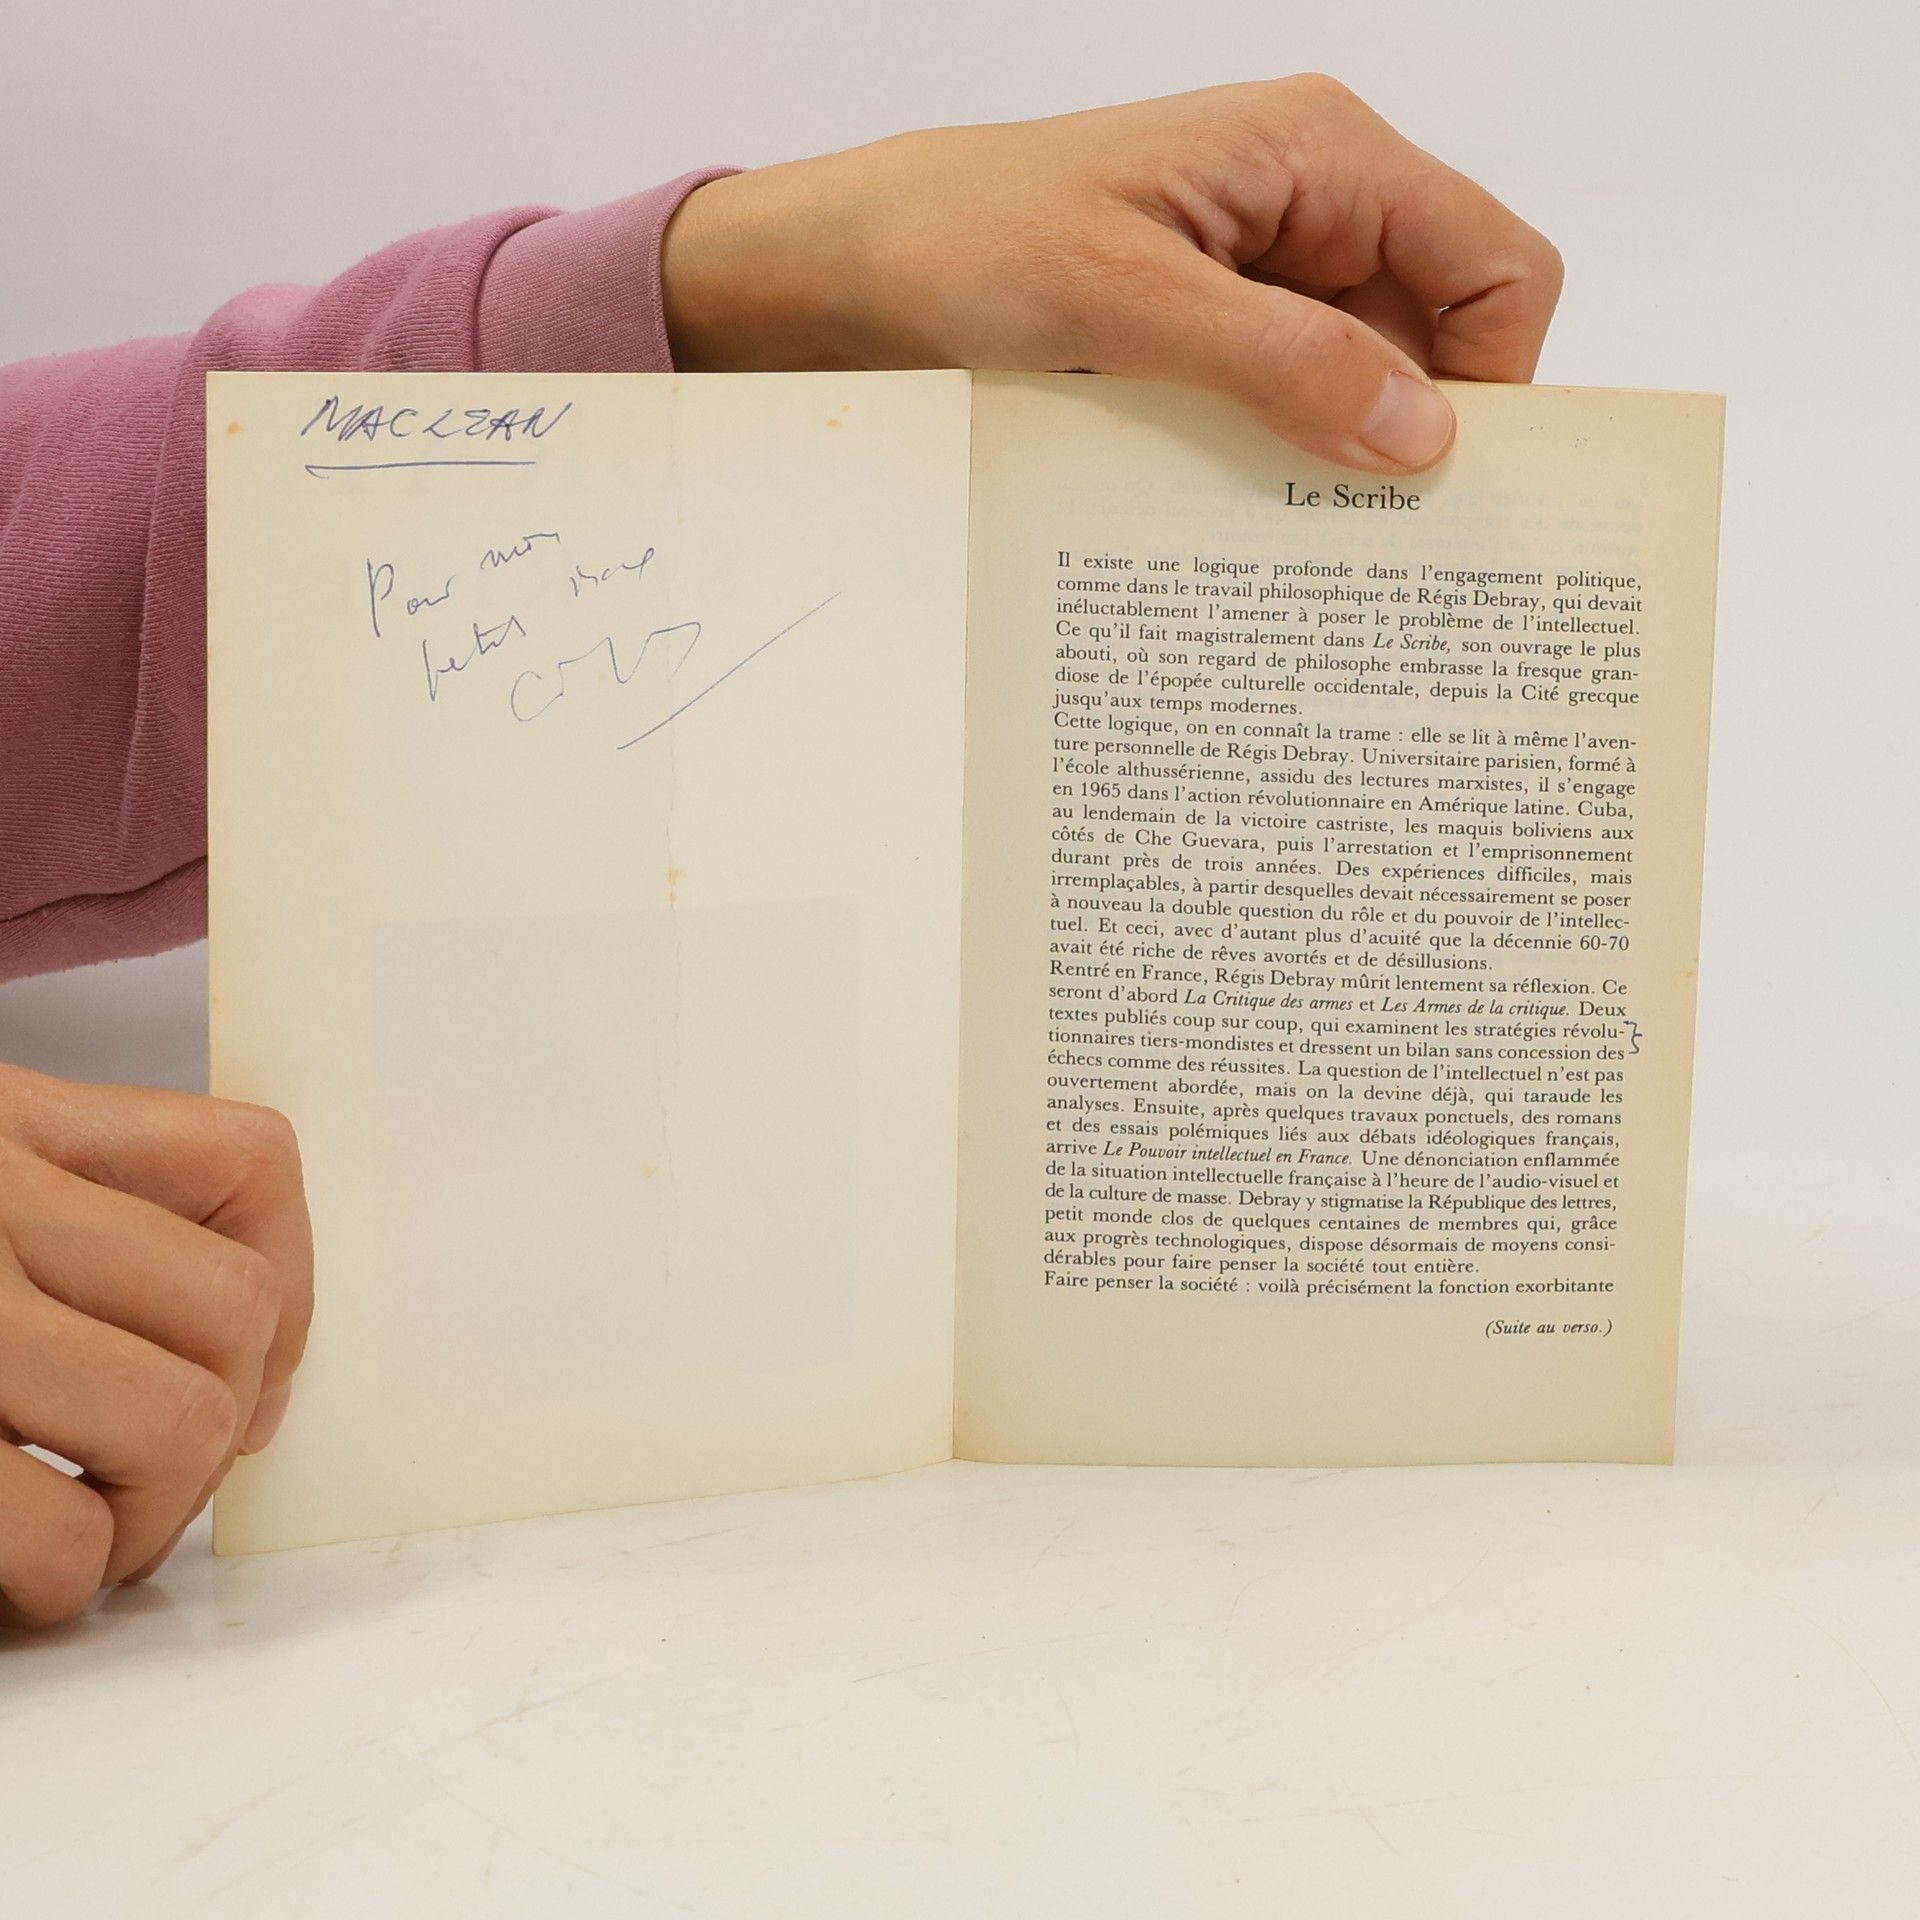 MACLEAN
Pour mon
petit
Le Scribe
Il existe une logique profonde dans l'engagement politique,
comme dans le travail philosophique de Régis Debray, qui devait
inéluctablement l'amener à poser le problème de l'intellectuel.
Ce qu'il fait magistralement dans Le Scribe, son ouvrage le plus
abouti, où son regard de philosophe embrasse la fresque gran-
diose de l'épopée culturelle occidentale, depuis la Cité grecque
jusqu'aux temps modernes.
Cette logique, on en connaît la trame : elle se lit à même l'aven-
ture personnelle de Régis Debray. Universitaire parisien, formé à
l'école althussérienne, assidu des lectures marxistes, il s'engage
en 1965 dans l'action révolutionnaire en Amérique latine. Cuba,
au lendemain de la victoire castriste, les maquis boliviens aux
côtés de Che Guevara, puis l'arrestation et l'emprisonnement
durant près de trois années. Des expériences difficiles, mais
irremplaçables, à partir desquelles devait nécessairement se poser
à nouveau la double question du rôle et du pouvoir de l'intellec-
tuel. Et ceci, avec d'autant plus d'acuité que la décennie 60-70
avait été riche de rêves avortés et de désillusions.
Rentré en France, Régis Debray mûrit lentement sa réflexion. Ce
seront d'abord La Critique des armes et Les Armes de la critique. Deux
textes publiés coup sur coup, qui examinent les stratégies révolu-
tionnaires tiers-mondistes et dressent un bilan sans concession des
échecs comme des réussites. La question de l'intellectuel n'est pas
ouvertement abordée, mais on la devine déjà, qui taraude les
analyses. Ensuite, après quelques travaux ponctuels, des romans
et des essais polémiques liés aux débats idéologiques français,
arrive Le Pouvoir intellectuel en France. Une dénonciation enflammée
de la situation intellectuelle française à l'heure de l'audio-visuel et
de la culture de masse. Debray y stigmatise la République des lettres,
petit monde clos de quelques centaines de membres qui, grâce
aux progrès technologiques, dispose désormais de moyens consi-
dérables pour faire penser la société tout entière.
Faire penser la société : voilà précisément la fonction exorbitante
(Suite au verso.)